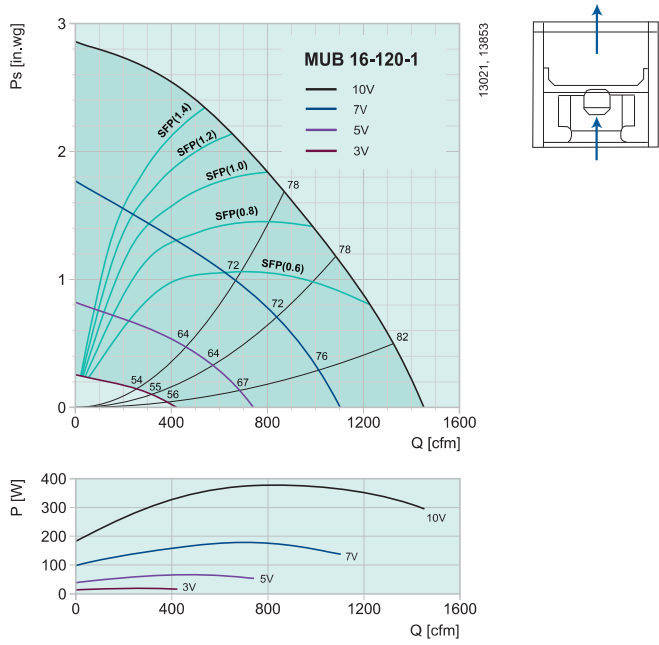 Ps [in.wg]
3
2
1
0
MUB 16-120-1
10V
7V
5V
3V
SFP(1.4)
SFP(1.2)
SFP(1.0)
SFP(0.8)
SFP(0.6)
78
78
82
72
72
76
64
64
67
54
55
56
0
400
800
1200
1600
Q [cfm]
13021, 13853
P [W]
400
300
200
100
0
10V
7V
5V
3V
0
400
800
1200
1600
Q [cfm]